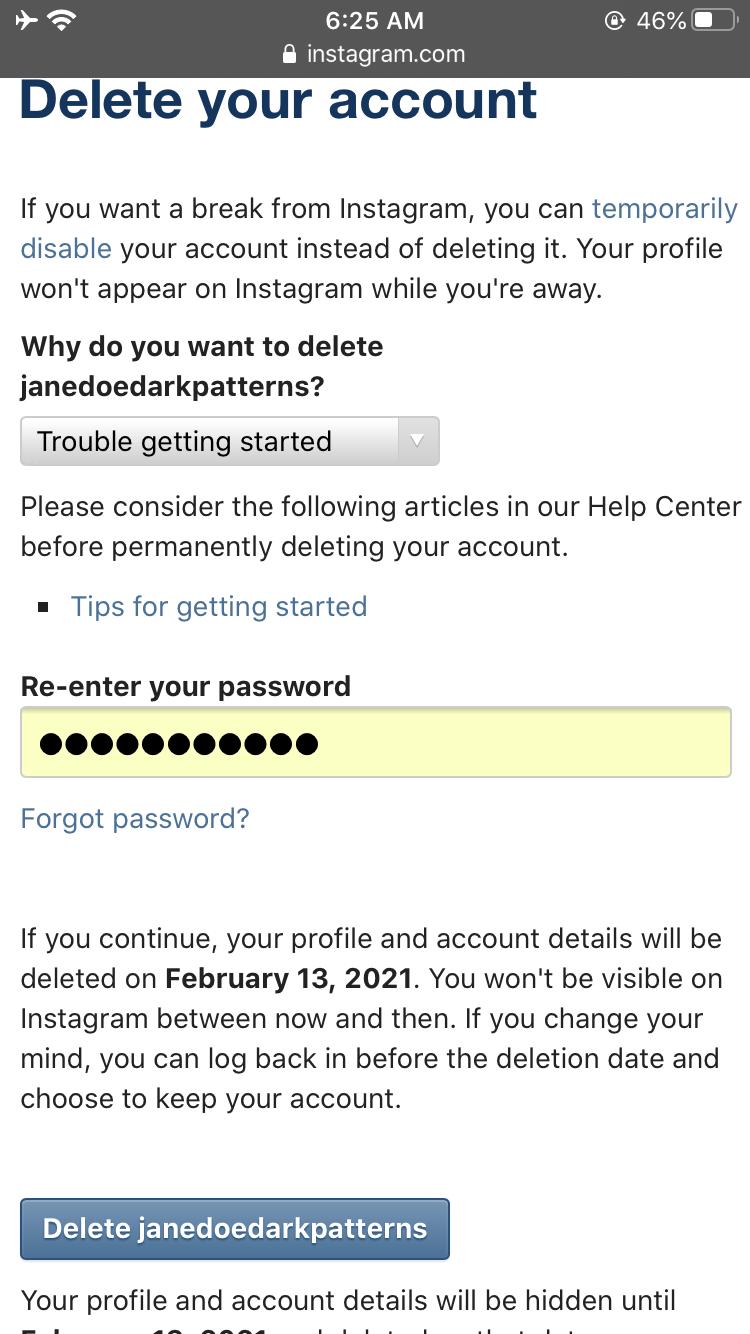 6:25 AM
46%
instagram.com
Delete your account
If you want a break from Instagram, you can temporarily
disable your account instead of deleting it. Your profile
won't appear on Instagram while you're away.
Why do you want to delete
janedoedarkpatterns?
Trouble getting started
Please consider the following articles in our Help Center
before permanently deleting your account.
Tips for getting started
Re-enter your password
Forgot password?
If you continue, your profile and account details will be
deleted on February 13, 2021. You won't be visible on
Instagram between now and then. If you change your
mind, you can log back in before the deletion date and
choose to keep your account.
Delete janedoedarkpatterns
Your profile and account details will be hidden until